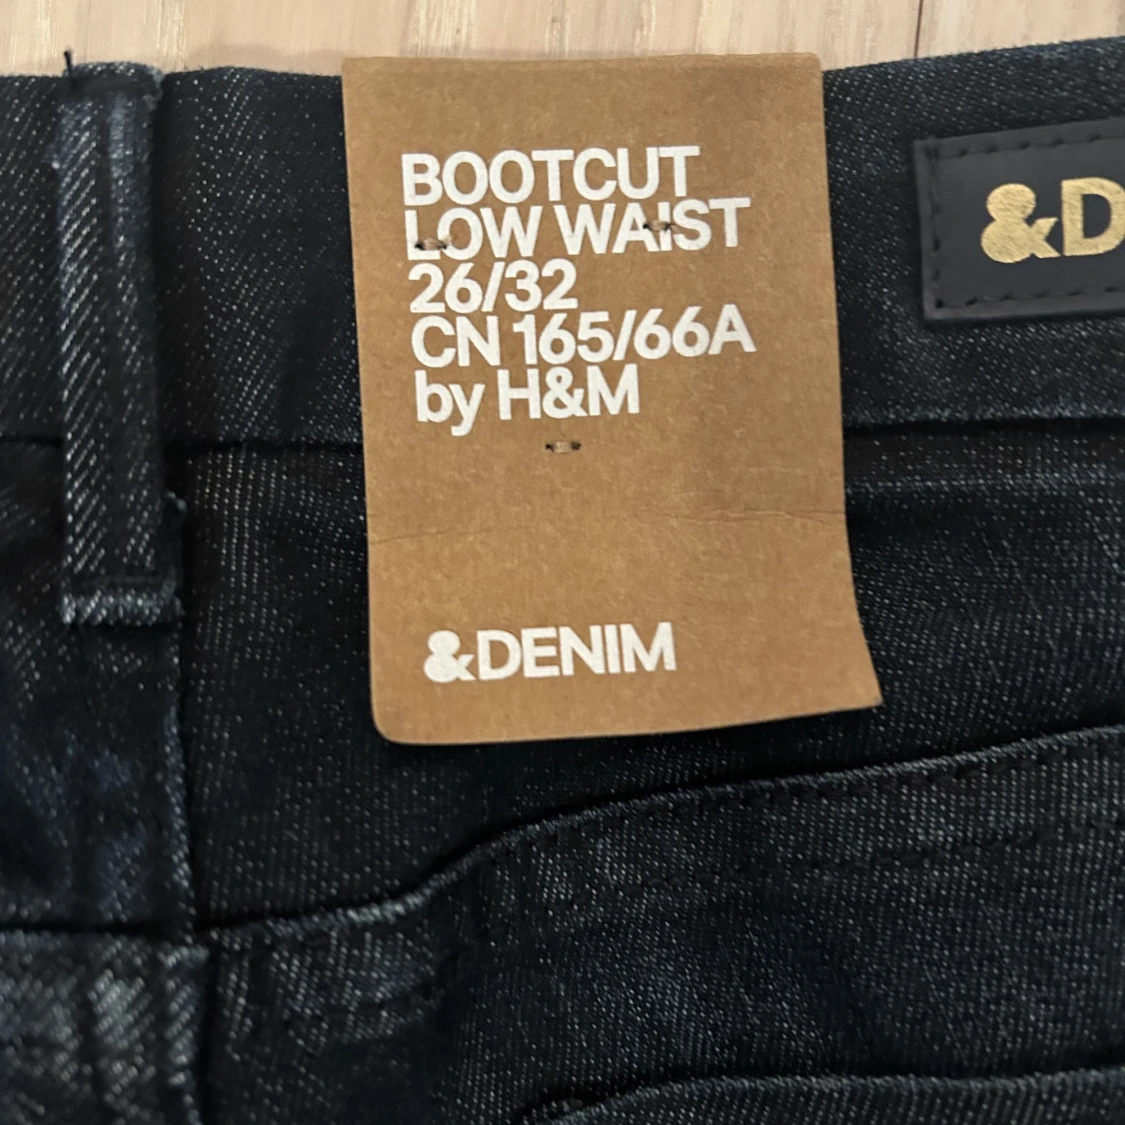 BOOTCUT
LOW WAIST
26/32
CN 165/66A
by H&M
&DENIM
&D